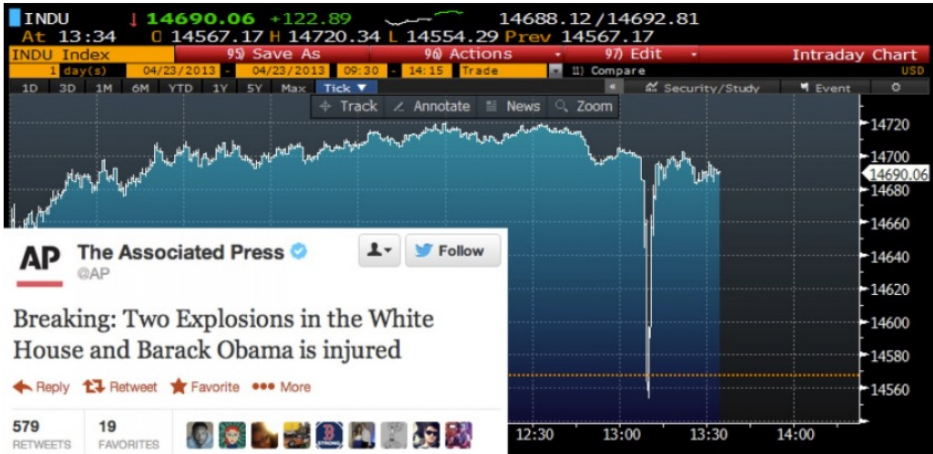 INDU ↓ 14690.06 +122.89 14688.12/14692.81
At 13:34 O 14567.17 H 14720.34 L 14554.29 Prev 14567.17
INDU Index 95) Save As 96) Actions 97) Edit Intraday Chart
1 day(s) 04/23/2013 - 04/23/2013 09:30 - 14:15 Trade 11) Compare USD
1D 3D 1M 6M YTD 1Y 5Y Max Tick ▼ « Security/Study Event
Track Annotate News Zoom
14720
14700
14690.06
14680
14660
14640
14620
14600
14580
14560
12:30 13:00 13:30 14:00
AP The Associated Press
@AP
Follow
Breaking: Two Explosions in the White
House and Barack Obama is injured
Reply Retweet Favorite ••• More
579 19
RETWEETS FAVORITES
B
STRONG